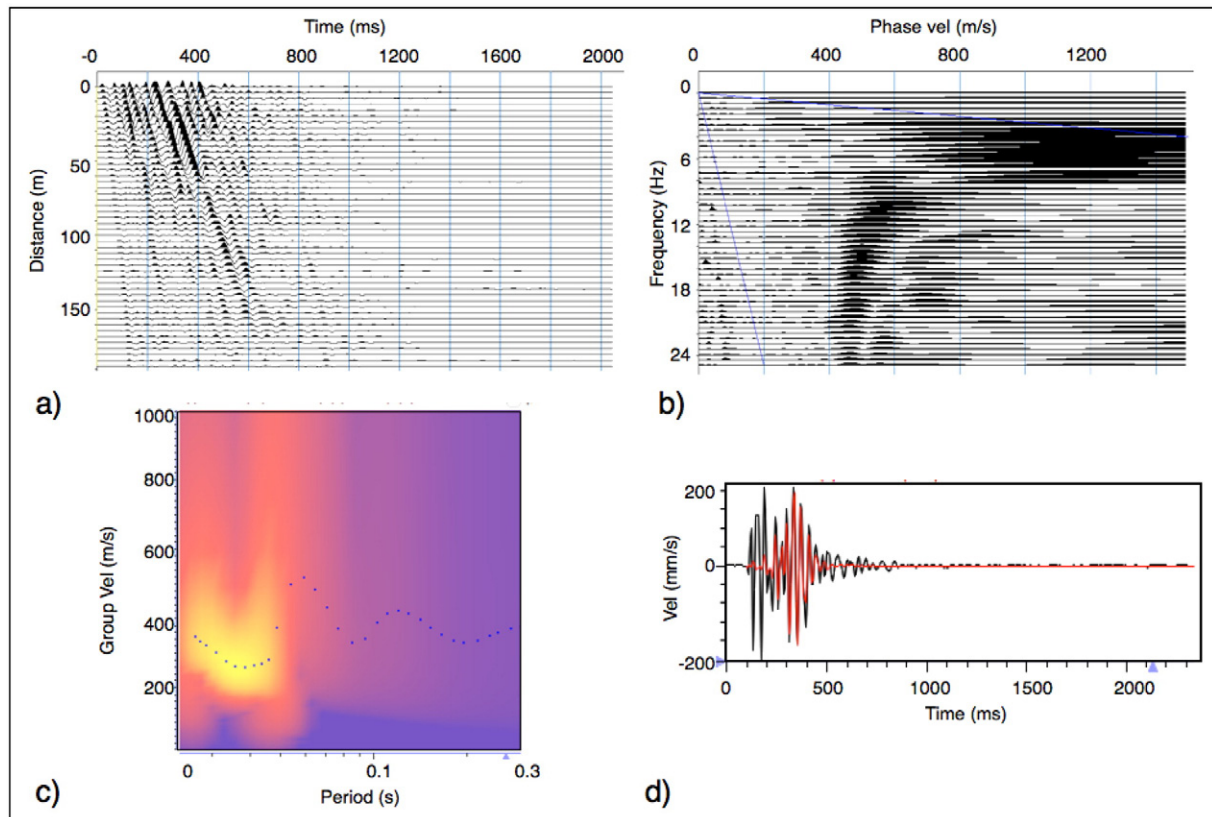 Time (ms)
-0 400 800 1200 1600 2000
0
50
100
150
Distance (m)
a)
Phase vel (m/s)
0 400 800 1200
0
6
12
18
24
Frequency (Hz)
b)
1000
800
600
400
200
Group Vel (m/s)
0 0.1 0.3
Period (s)
c)
200
0
-200
Vel (mm/s)
0 500 1000 1500 2000
Time (ms)
d)